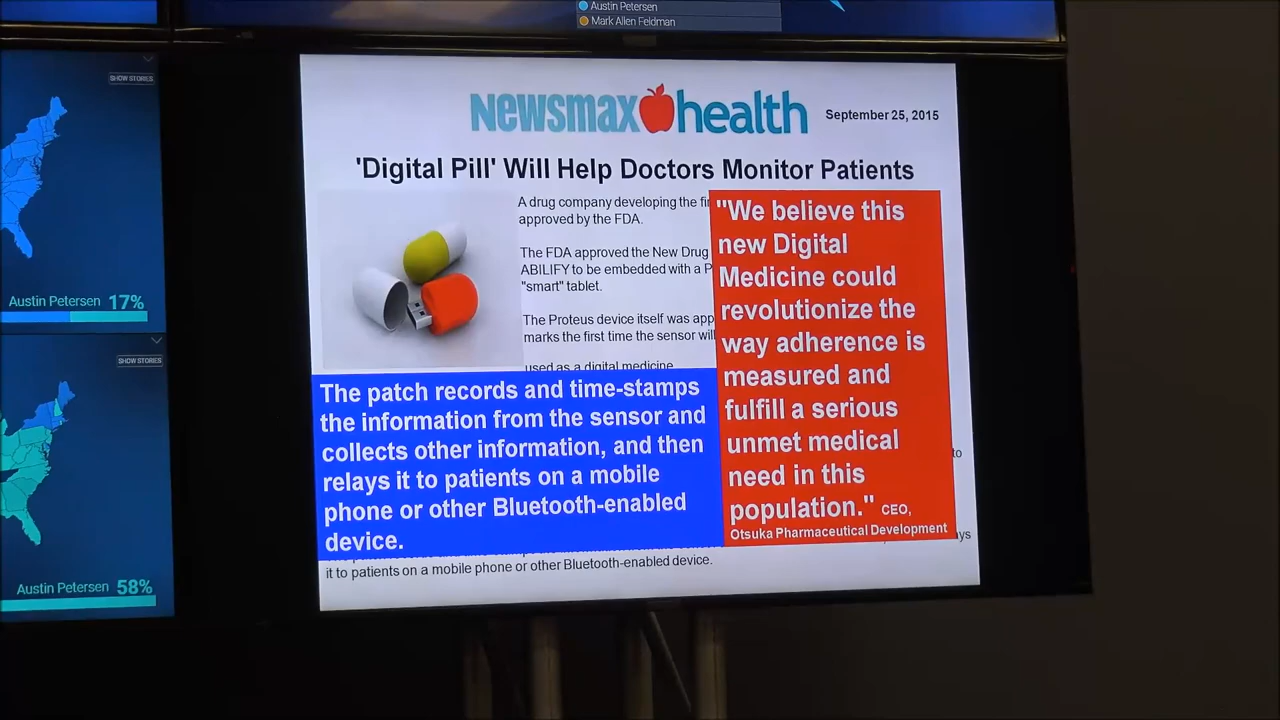 Austin Petersen
Mark Allen Feldman
SHOW STORIES
Austin Petersen 17%
SHOW STORIES
Austin Petersen 58%
Newsmax health
September 25, 2015
'Digital Pill' Will Help Doctors Monitor Patients
A drug company developing the
approved by the FDA.
The FDA approved the New Drug
ABILIFY to be embedded with a P
"smart" tablet.
The Proteus device itself was app
marks the first time the sensor will
used as a digital medicine
"We believe this
new Digital
Medicine could
revolutionize the
way adherence is
measured and
fulfill a serious
unmet medical
need in this
population." CEO,
Otsuka Pharmaceutical Development
The patch records and time-stamps
the information from the sensor and
collects other information, and then
relays it to patients on a mobile
phone or other Bluetooth-enabled
device.
to
it to patients on a mobile phone or other Bluetooth-enabled device.